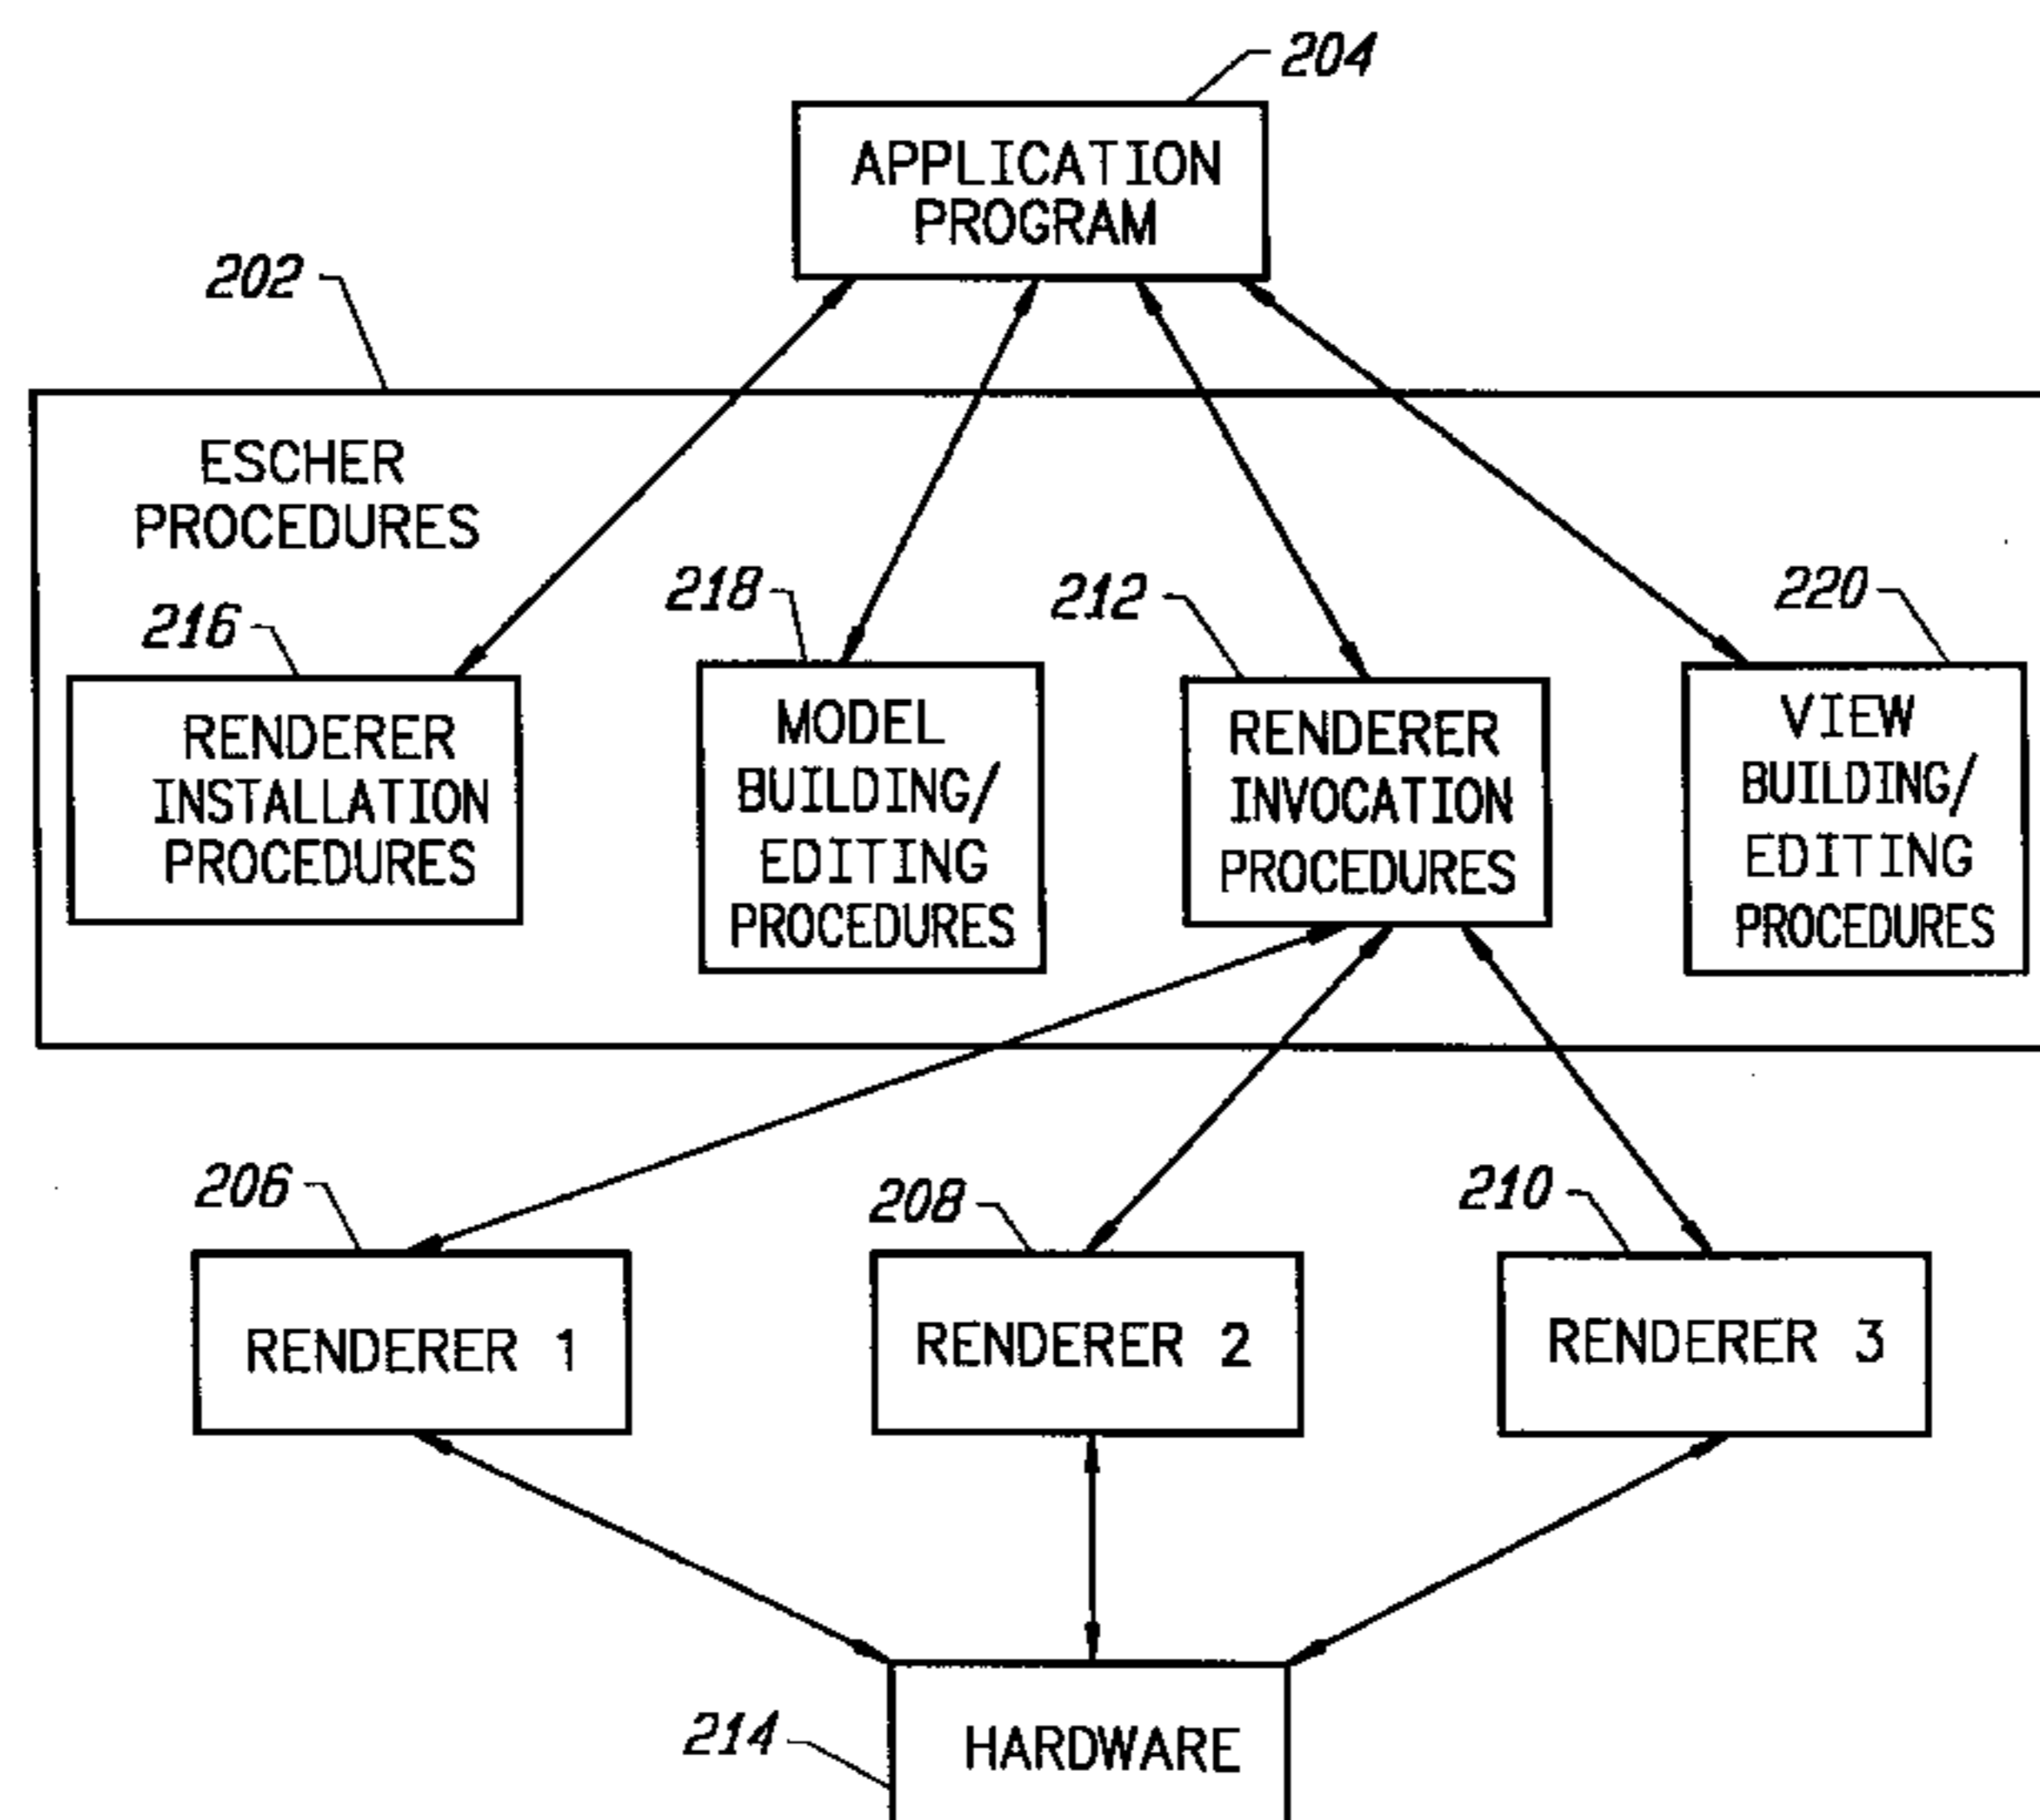 204
APPLICATION
PROGRAM
202
ESCHER
PROCEDURES
216
RENDERER
INSTALLATION
PROCEDURES
218
MODEL
BUILDING/
EDITING
PROCEDURES
212
RENDERER
INVOCATION
PROCEDURES
220
VIEW
BUILDING/
EDITING
PROCEDURES
206
RENDERER 1
208
RENDERER 2
210
RENDERER 3
214
HARDWARE